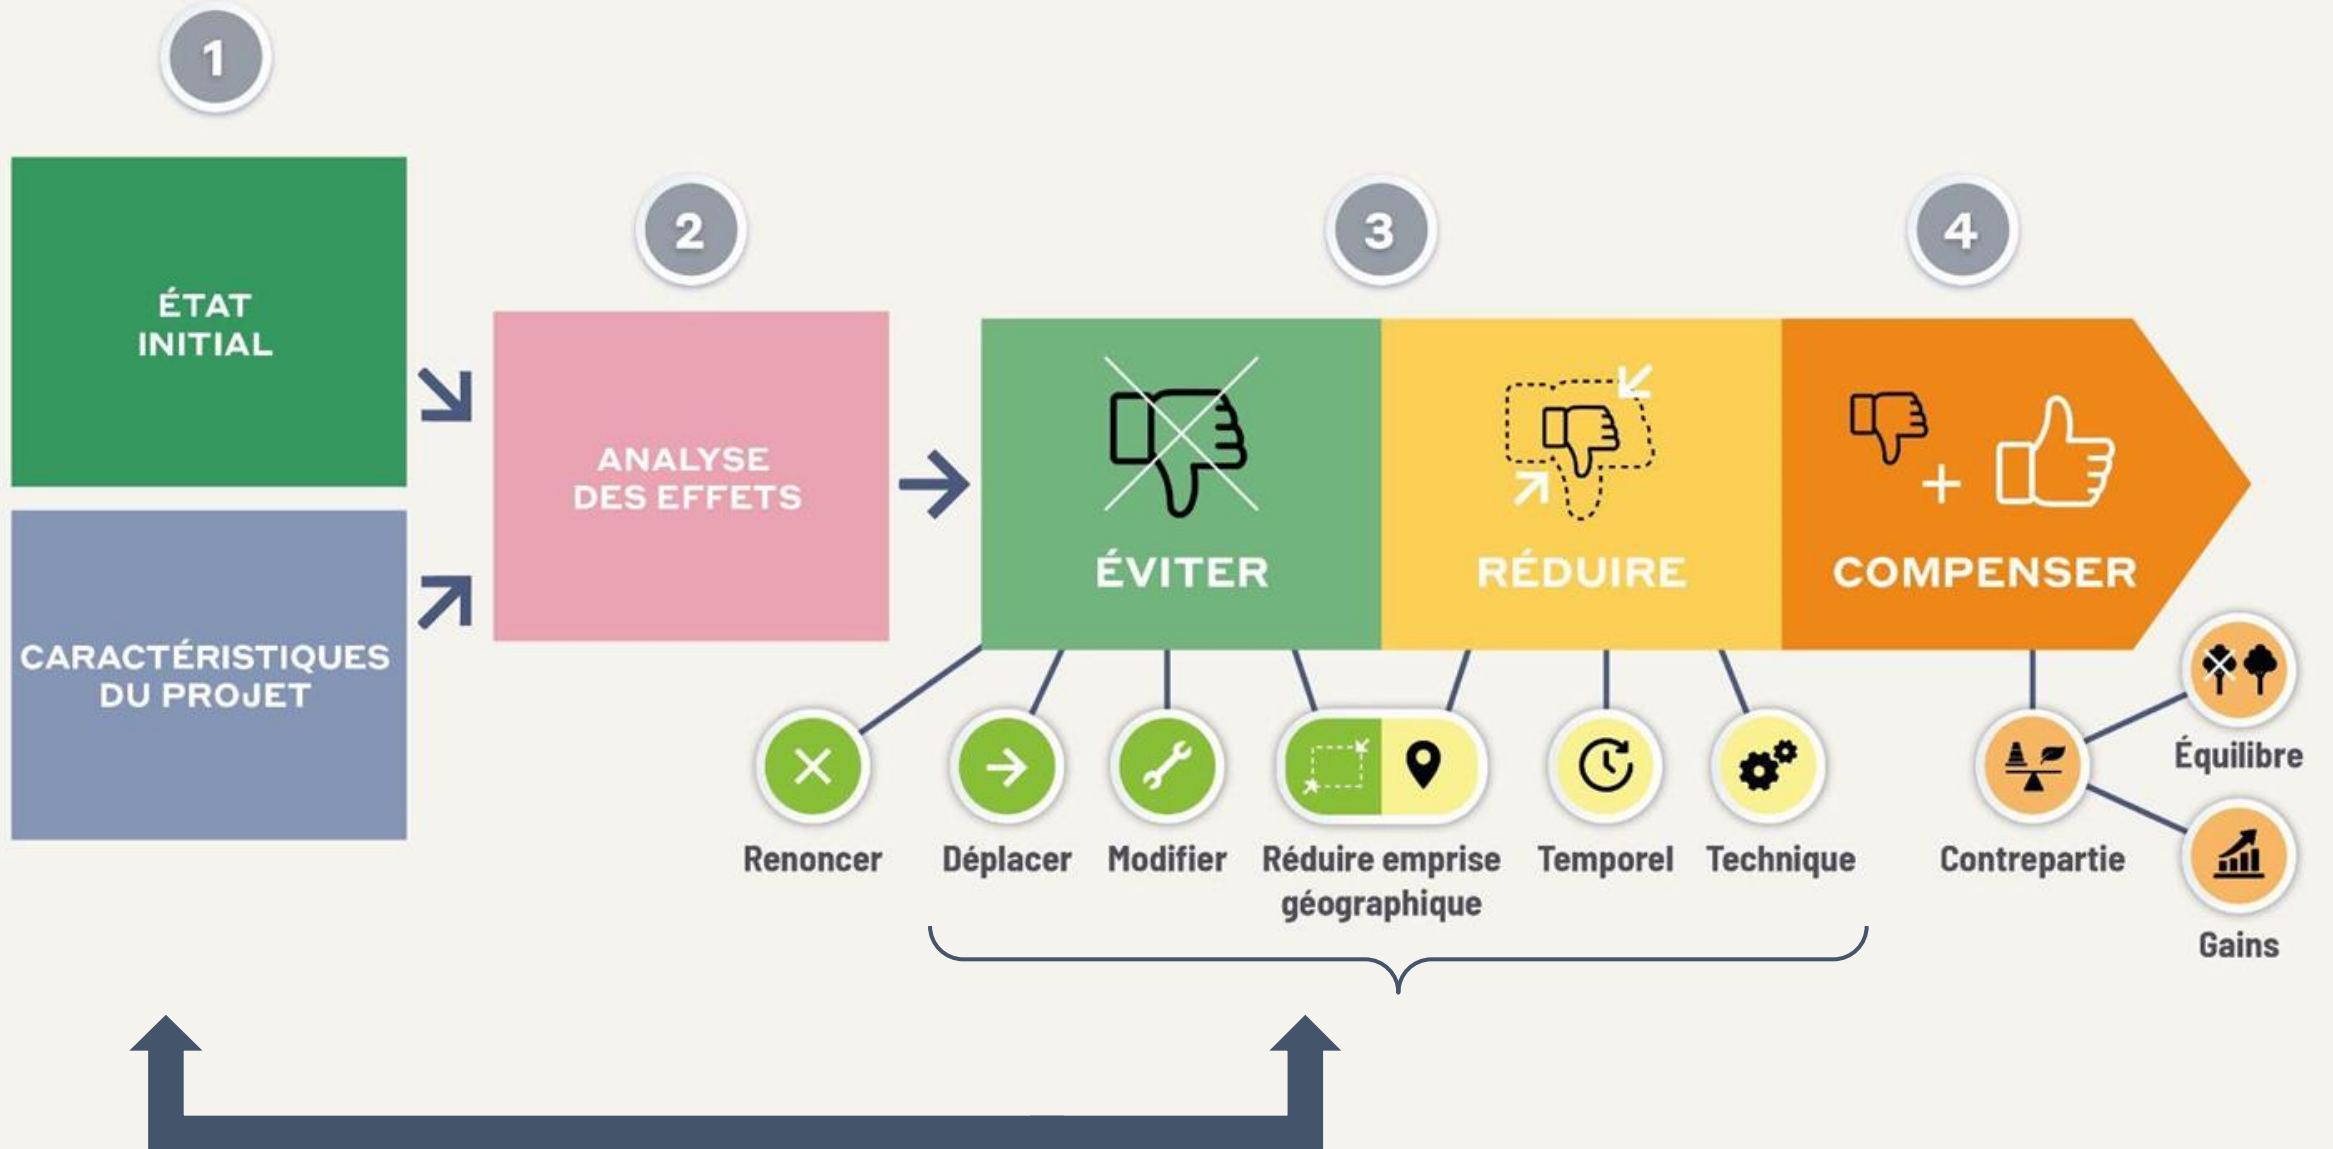 1
ÉTAT
INITIAL
CARACTÉRISTIQUES
DU PROJET
2
ANALYSE
DES EFFETS
3
4
ÉVITER
RÉDUIRE
COMPENSER
Renoncer
Déplacer
Modifier
Réduire emprise
géographique
Temporel
Technique
Contrepartie
Équilibre
Gains